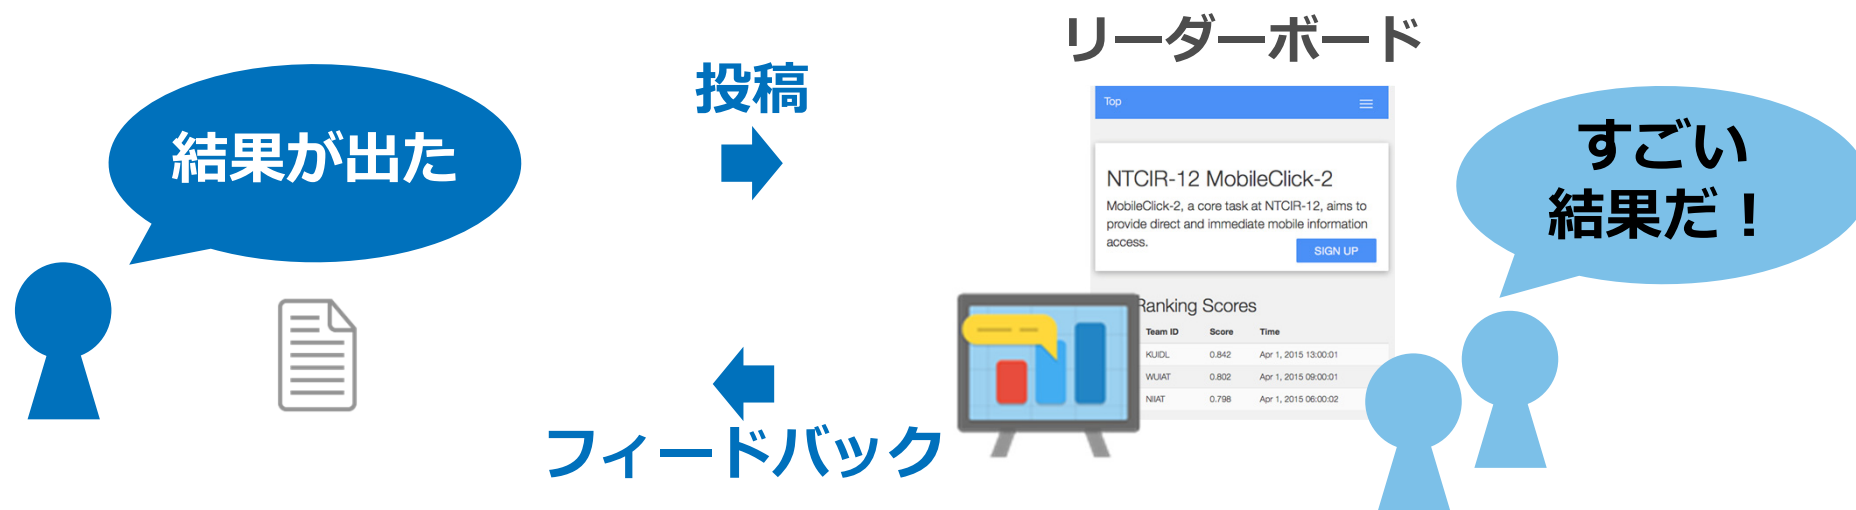 リーダーボード
投稿
結果が出た
すごい
結果だ！
Top
NTCIR-12 MobileClick-2
MobileClick-2, a core task at NTCIR-12, aims to
provide direct and immediate mobile information
access.
SIGN UP
Ranking Scores
Team ID Score Time
KUIDL 0.842 Apr 1, 2015 13:00:01
WUIAT 0.802 Apr 1, 2015 09:00:01
NIIAT 0.798 Apr 1, 2015 06:00:02
フィードバック